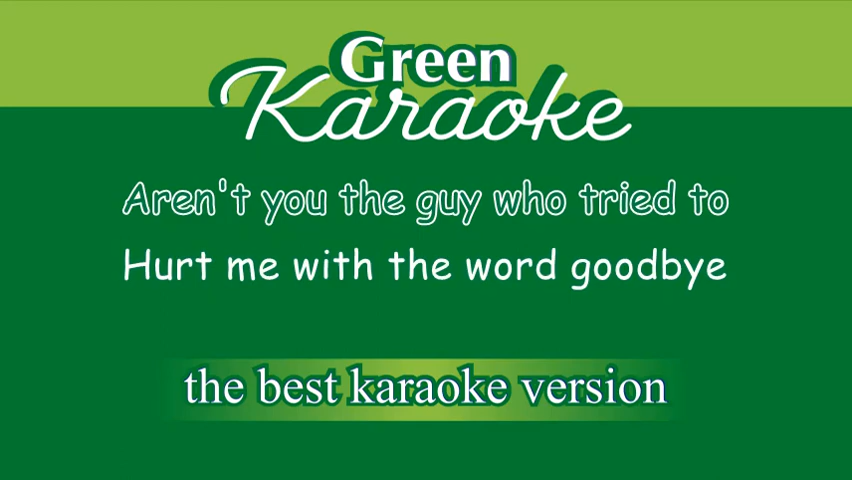 Green
Karaoke
Aren't you the guy who tried to
Hurt me with the word goodbye
the best karaoke version